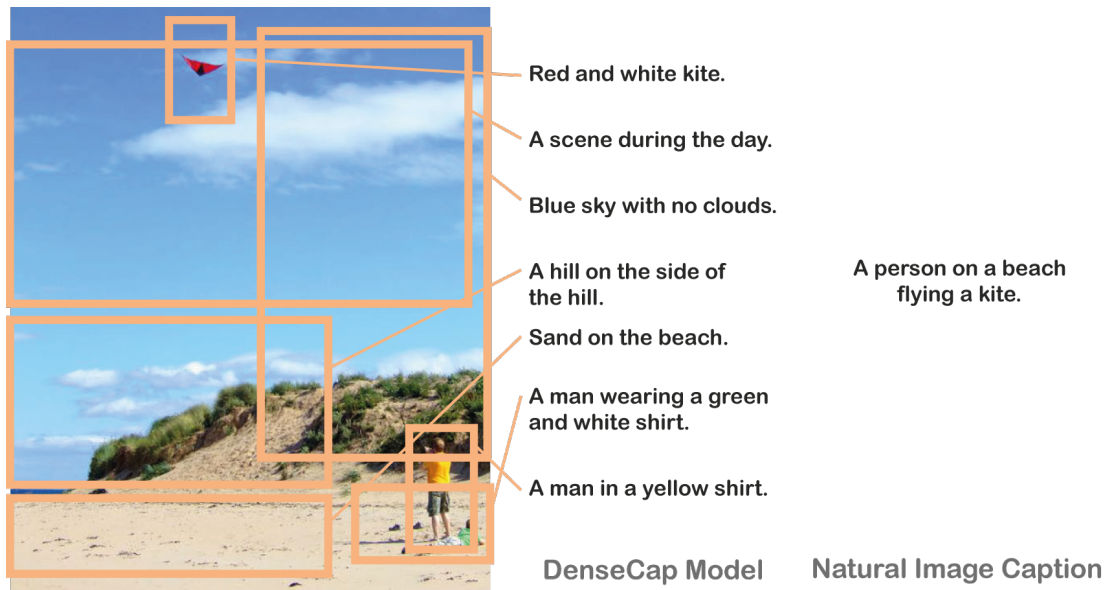 Red and white kite.
A scene during the day.
Blue sky with no clouds.
A hill on the side of
the hill.
Sand on the beach.
A man wearing a green
and white shirt.
A man in a yellow shirt.
DenseCap Model
A person on a beach
flying a kite.
Natural Image Caption